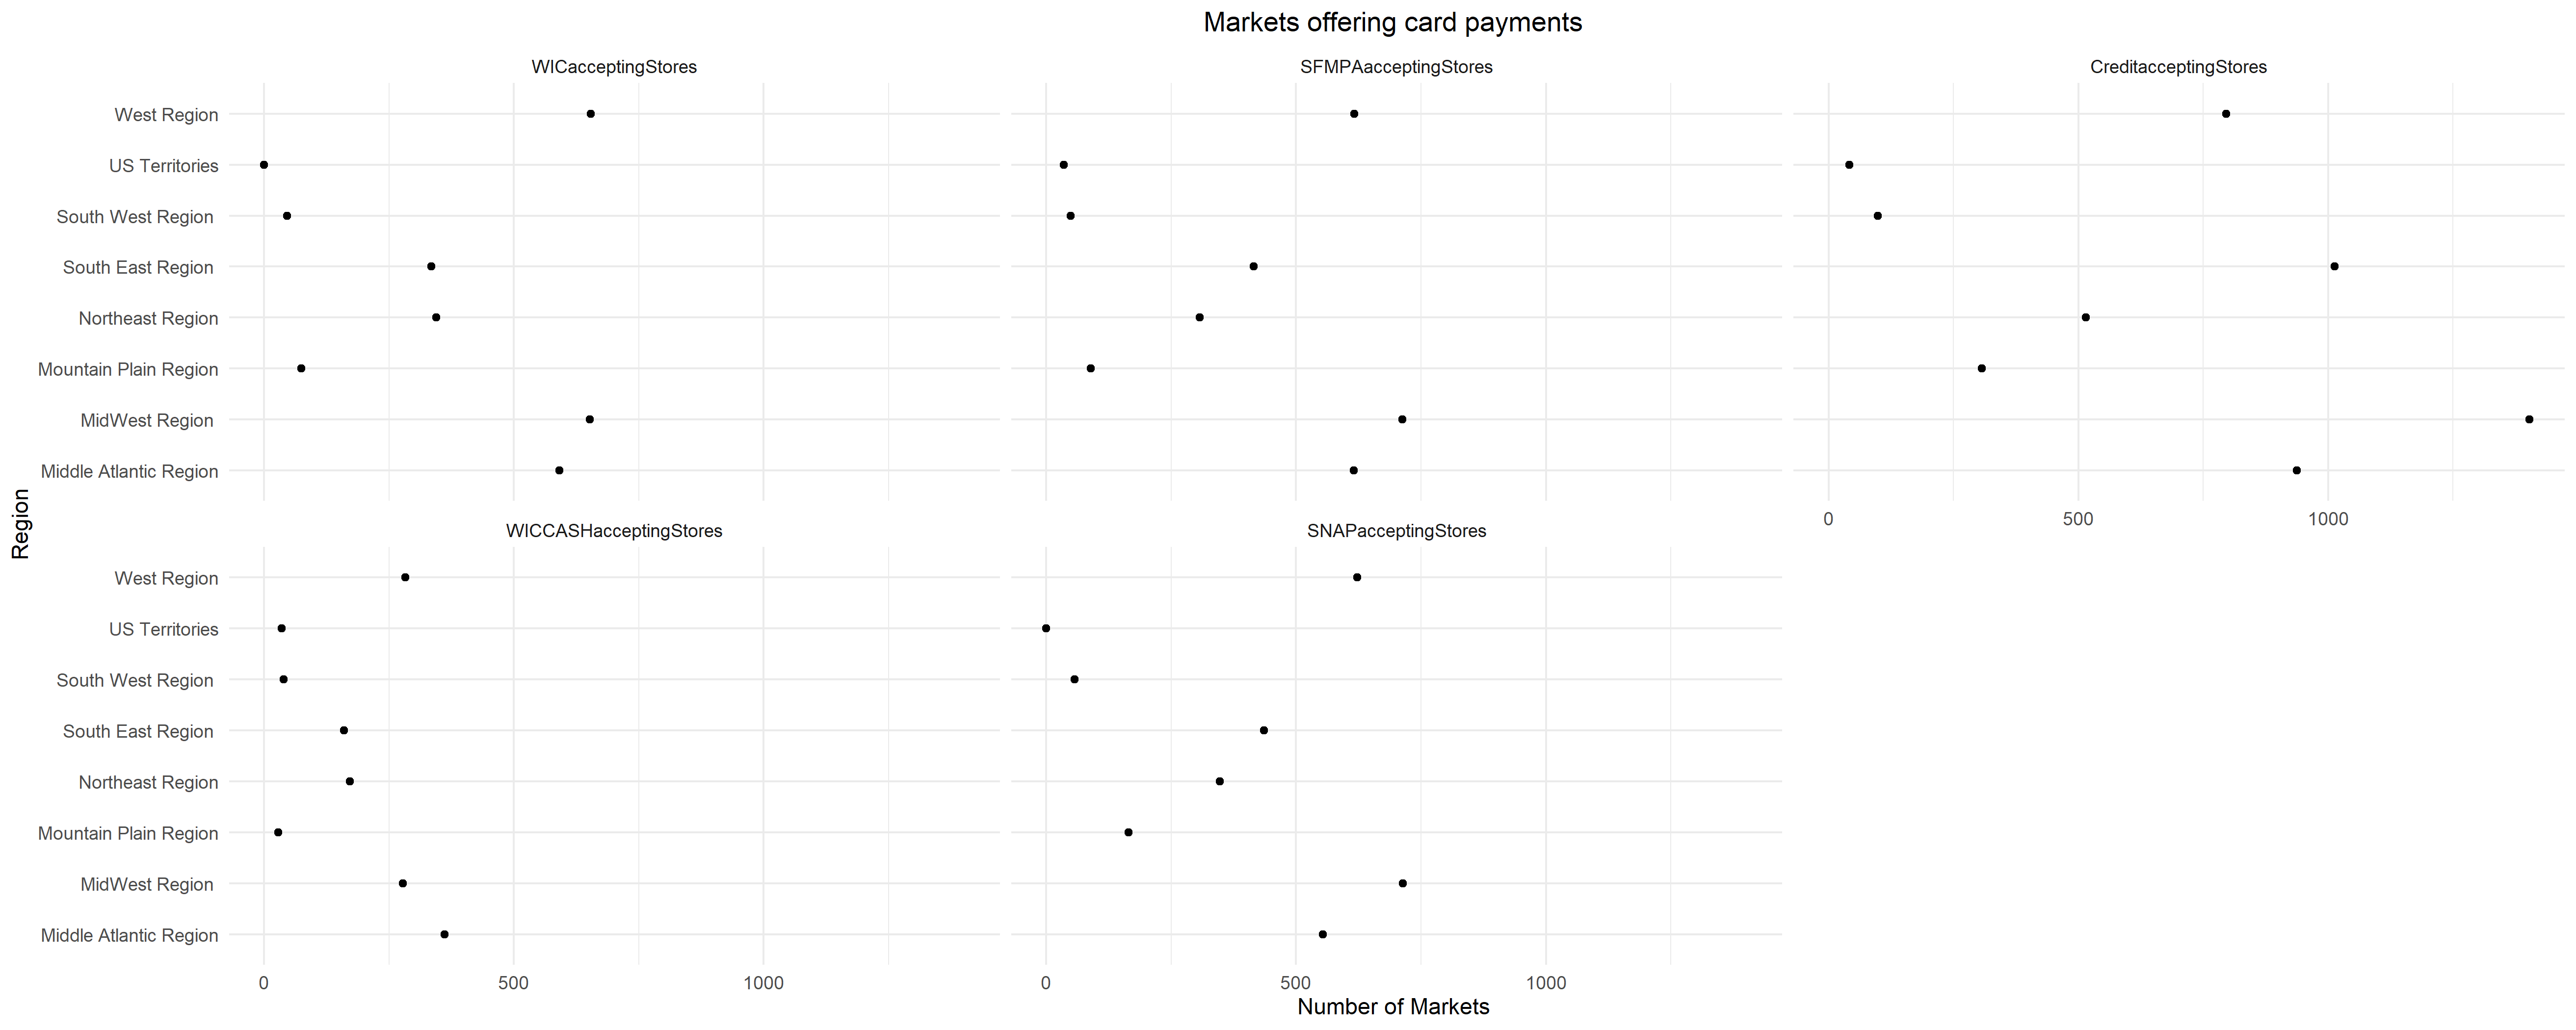 Markets offering card payments
WICacceptingStores
SFMPAacceptingStores
CreditacceptingStores
West Region
US Territories
South West Region
South East Region
Northeast Region
Mountain Plain Region
MidWest Region
Middle Atlantic Region
0 500 1000
WICCASHacceptingStores
SNAPacceptingStores
West Region
US Territories
South West Region
South East Region
Northeast Region
Mountain Plain Region
MidWest Region
Middle Atlantic Region
0 500 1000
0 500 1000
Number of Markets
Region